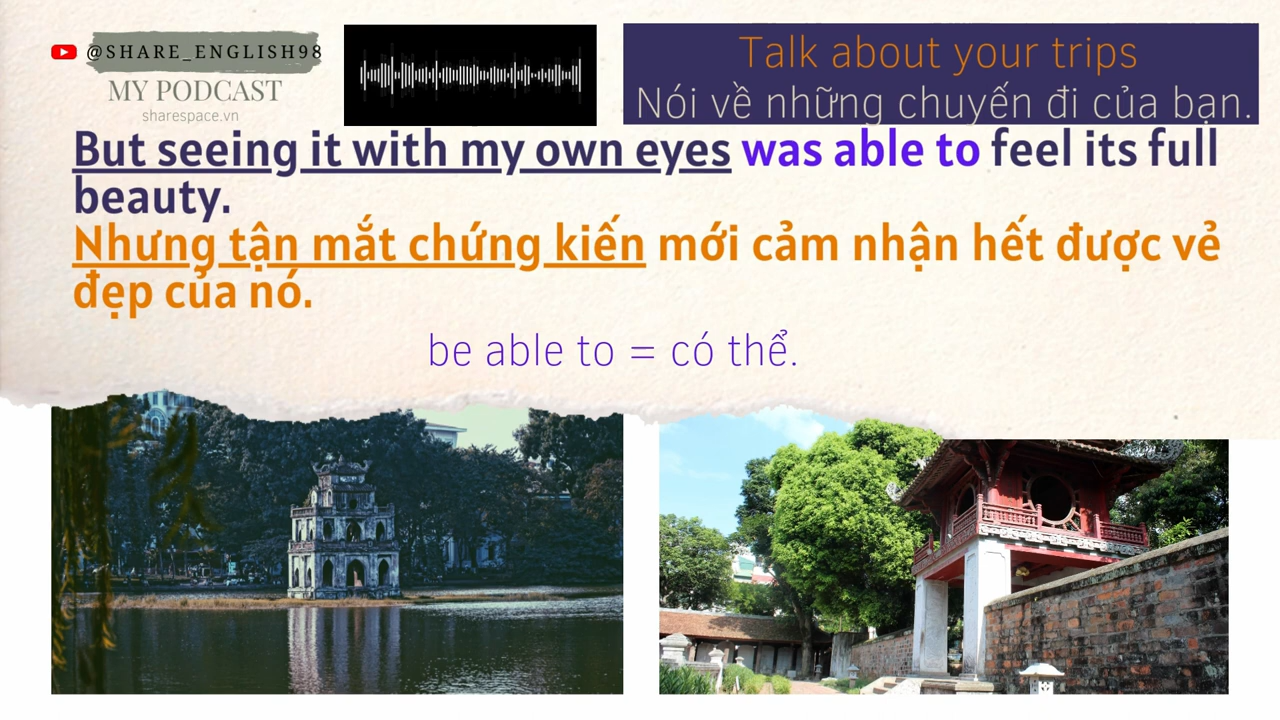 @SHARE_ENGLISH98
MY PODCAST
sharespace.vn
Talk about your trips
Nói về những chuyến đi của bạn.
But seeing it with my own eyes was able to feel its full
beauty.
Nhưng tận mắt chứng kiến mới cảm nhận hết được vẻ
đẹp của nó.
be able to = có thể.